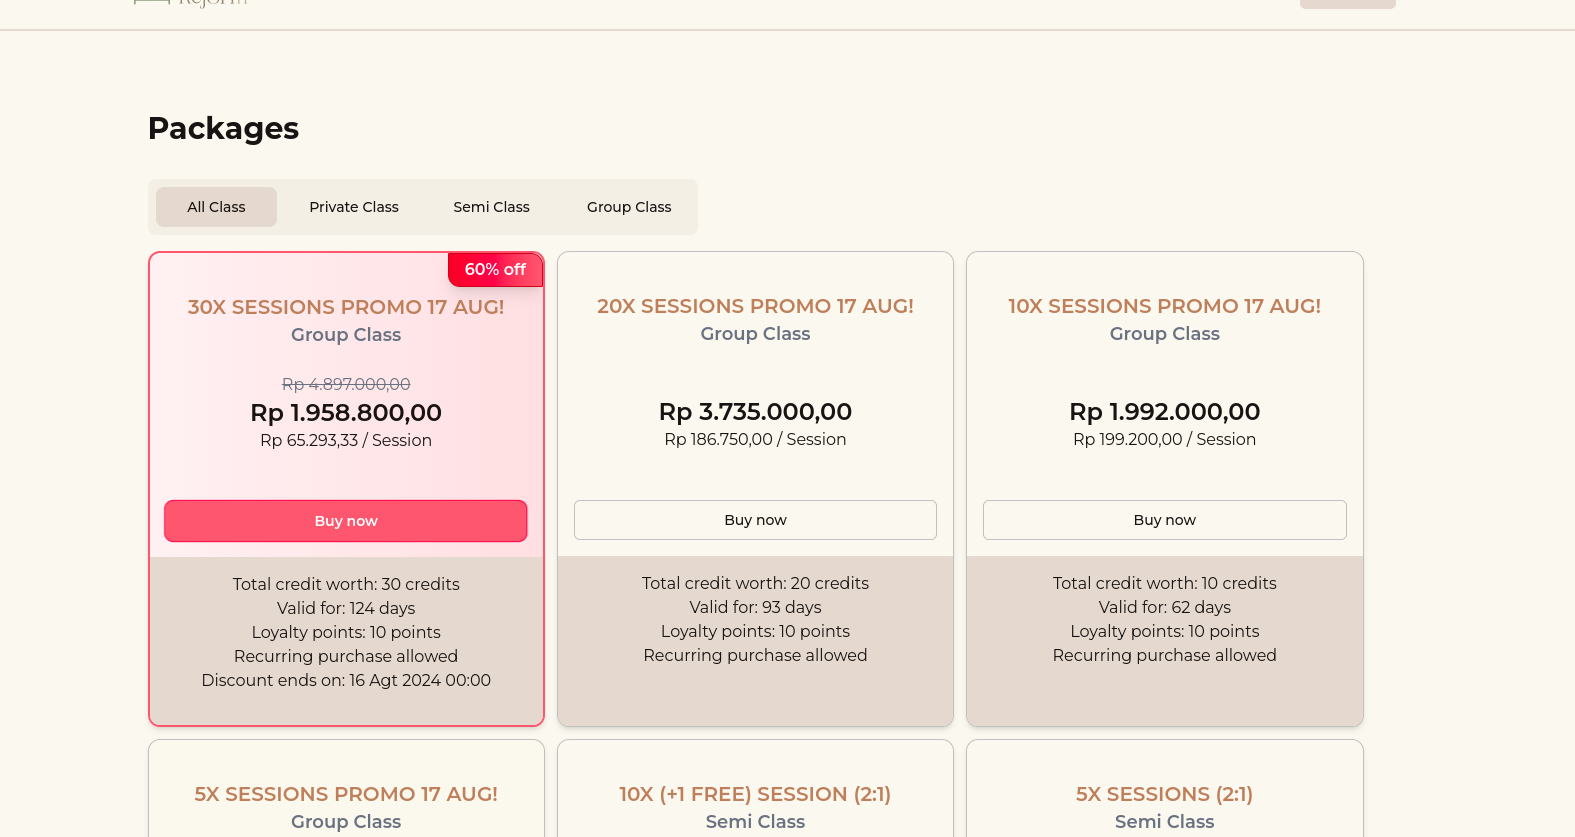 Packages
All Class
Private Class
Semi Class
Group Class
60% off
30X SESSIONS PROMO 17 AUG!
Group Class
Rp 4.897.000,00
Rp 1.958.800,00
Rp 65.293,33 / Session
Buy now
Total credit worth: 30 credits
Valid for: 124 days
Loyalty points: 10 points
Recurring purchase allowed
Discount ends on: 16 Agt 2024 00:00
20X SESSIONS PROMO 17 AUG!
Group Class
Rp 3.735.000,00
Rp 186.750,00 / Session
Buy now
Total credit worth: 20 credits
Valid for: 93 days
Loyalty points: 10 points
Recurring purchase allowed
10X SESSIONS PROMO 17 AUG!
Group Class
Rp 1.992.000,00
Rp 199.200,00 / Session
Buy now
Total credit worth: 10 credits
Valid for: 62 days
Loyalty points: 10 points
Recurring purchase allowed
5X SESSIONS PROMO 17 AUG!
Group Class
10X (+1 FREE) SESSION (2:1)
Semi Class
5X SESSIONS (2:1)
Semi Class